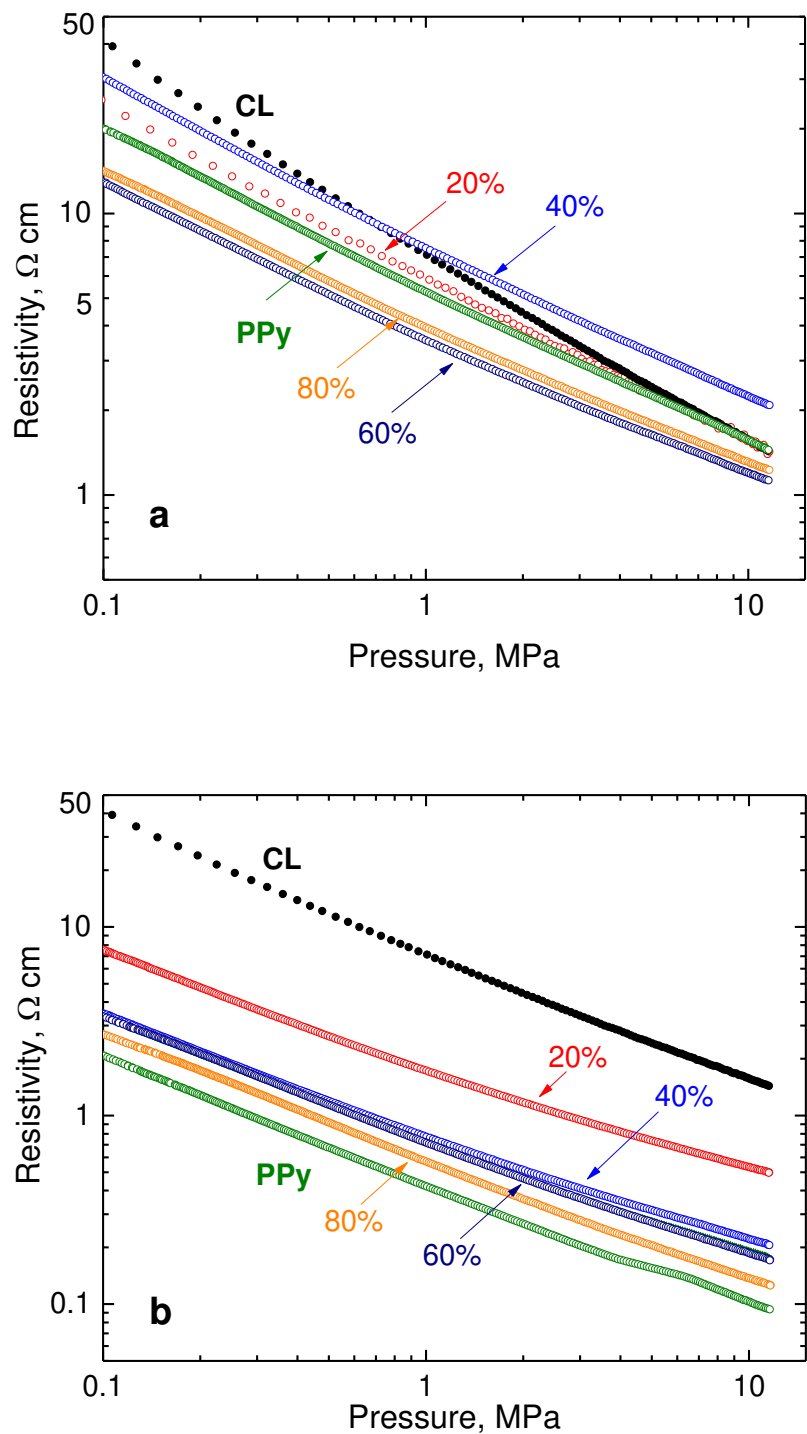 50
10
5
1
Resistivity, Ω cm
CL
20%
40%
PPy
80%
60%
a
0.1
1
10
Pressure, MPa
50
10
1
0.1
Resistivity, Ω cm
CL
20%
40%
PPy
80%
60%
b
0.1
1
10
Pressure, MPa